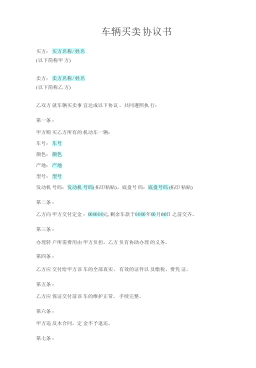 车辆买卖协议书
买方：买方名称/姓名
(以下简称甲方)
卖方：卖方名称/姓名
(以下简称乙方)
乙双方就车辆买卖事宜达成以下协议，共同遵照执行：
第一条：
甲方购买乙方所有的机动车一辆：
车号：车号
颜色：颜色
产地：产地
型号：型号
发动机号码：发动机号码(拓印粘贴)，底盘号码：底盘号码(拓印粘贴)
第二条：
乙方向甲方交付定金：000000元,剩余车款于0000年00月00日之前交齐。
第三条：
办理转户所需费用由甲方负担，乙方负有协助办理的义务。
第四条：
乙方应交付给甲方该车的全部真实、有效的证件以及缴税、费凭证。
第五条：
乙方应保证交付前该车的维护正常、手续完整。
第六条：
甲方违反本合同，定金不予退还。
第七条：